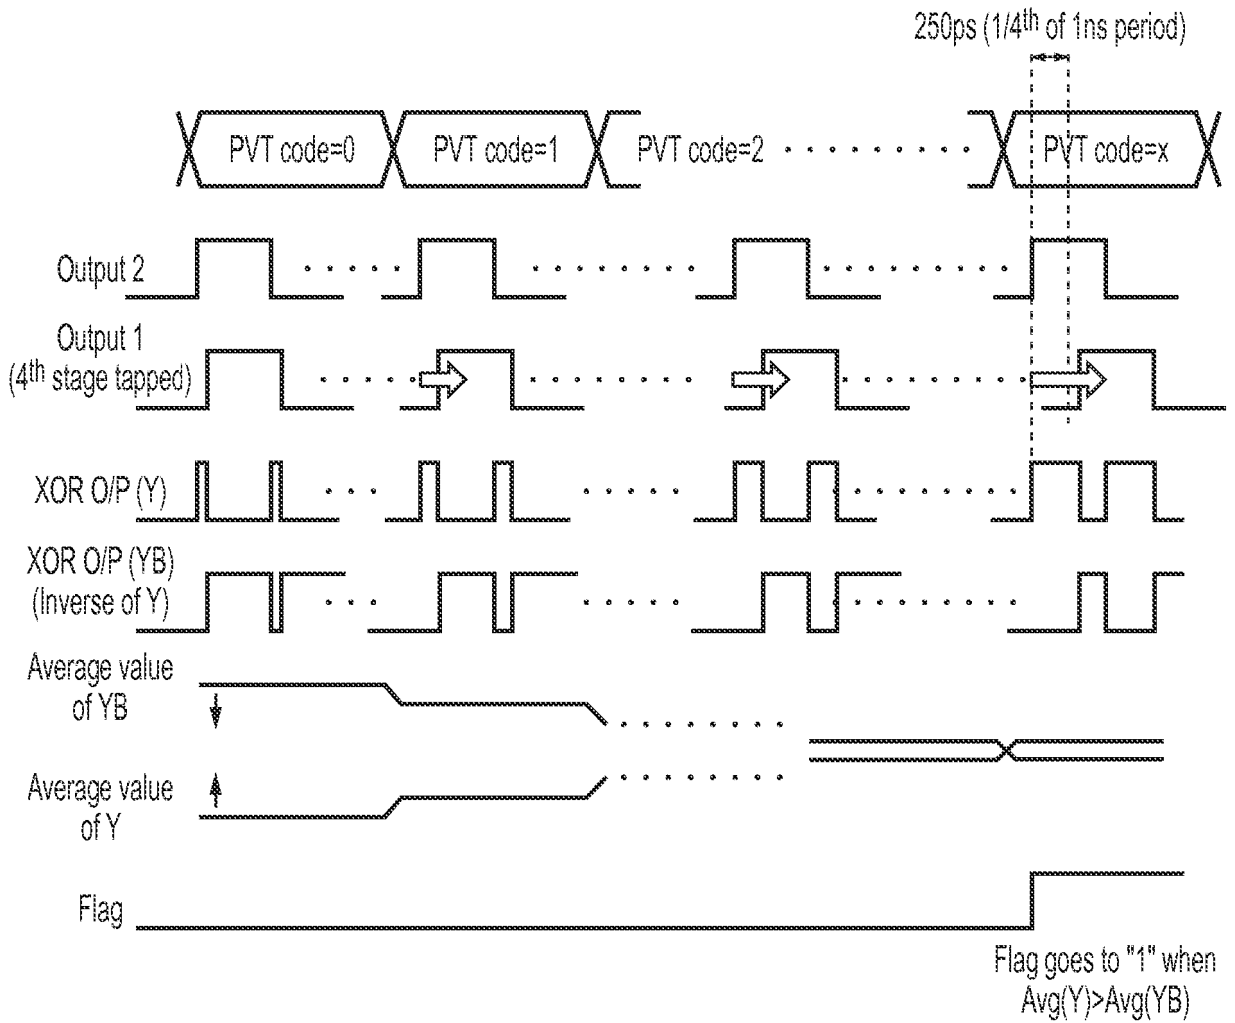 250ps (1/4th of 1ns period)
PVT code=0
PVT code=1
PVT code=2
PVT code=x
Output 2
Output 1
(4th stage tapped)
XOR O/P (Y)
XOR O/P (YB)
(Inverse of Y)
Average value
of YB
Average value
of Y
Flag
Flag goes to "1" when
Avg(Y)>Avg(YB)